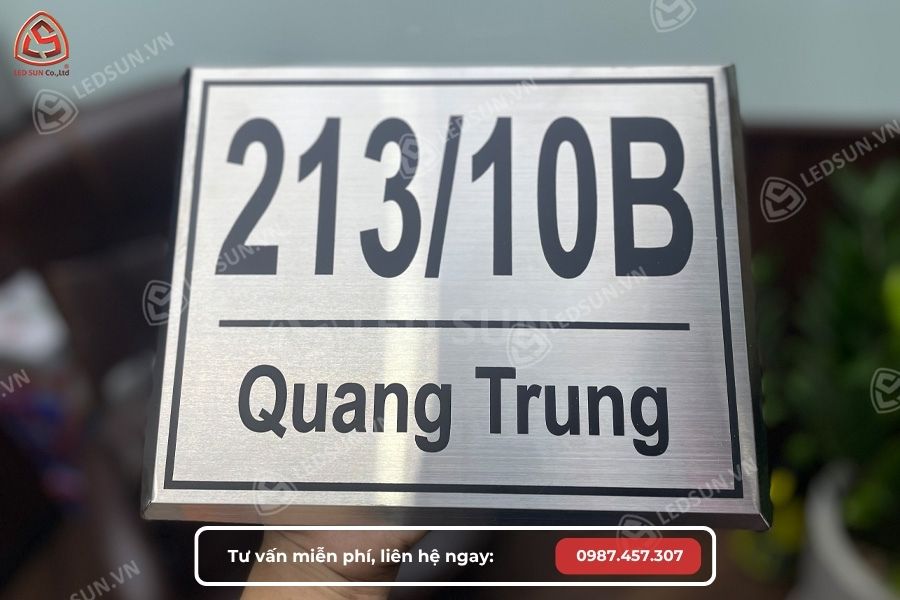 LED SUN Co.,Ltd
LEDSUN.VN
213/10B
Quang Trung
Tư vấn miễn phí, liên hệ ngay:
0987.457.307